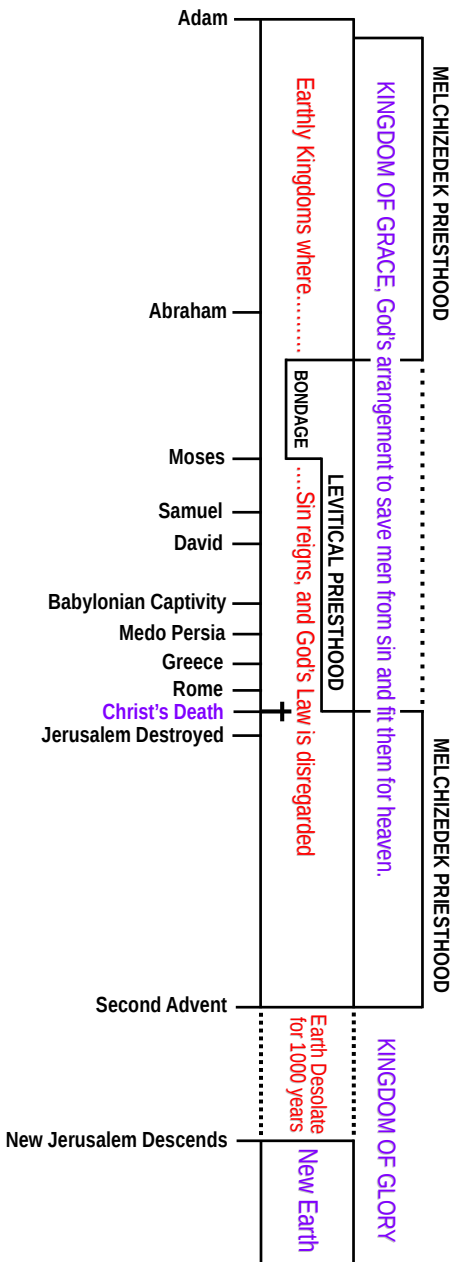 Adam
Abraham
Moses
Samuel
David
Babylonian Captivity
Medo Persia
Greece
Rome
Christ's Death
Jerusalem Destroyed
Second Advent
New Jerusalem Descends
MELCHIZEDEK PRIESTHOOD
MELCHIZEDEK PRIESTHOOD
KINGDOM OF GRACE, God's arrangement to save men from sin and fit them for heaven.
KINGDOM OF GLORY
LEVITICAL PRIESTHOOD
Earthly Kingdoms where.........
BONDAGE
.....Sin reigns, and God's Law is disregarded
Earth Desolate
for 1000 years
New Earth